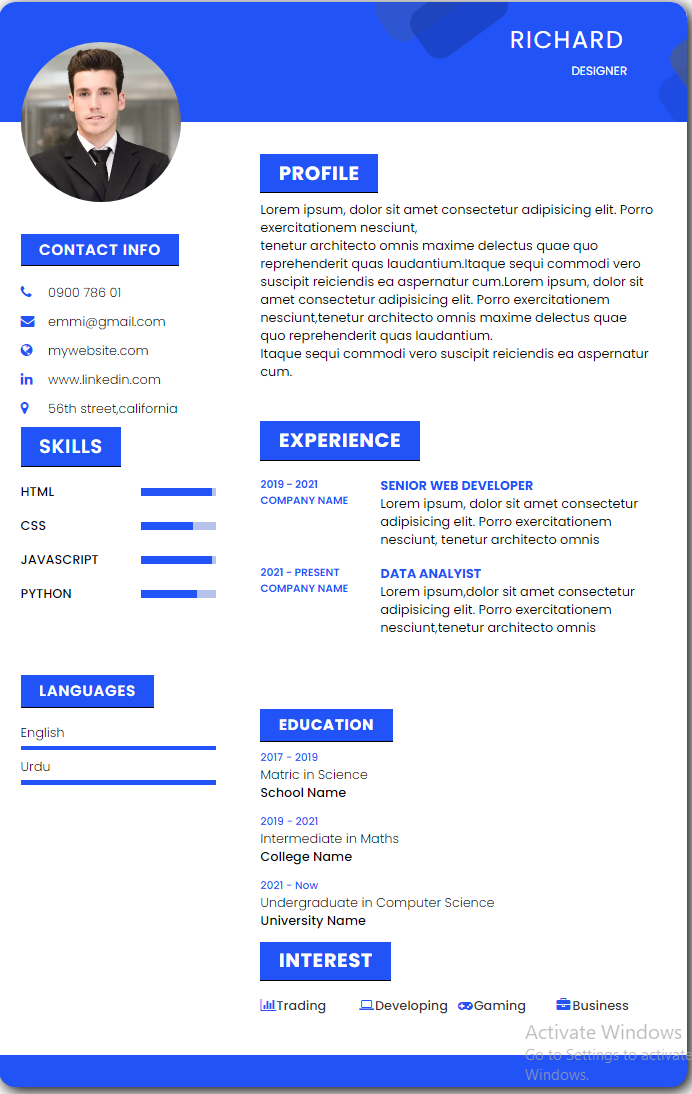 RICHARD
DESIGNER
CONTACT INFO
0900 786 01
emmi@gmail.com
mywebsite.com
www.linkedin.com
56th street,california
SKILLS
HTML
CSS
JAVASCRIPT
PYTHON
LANGUAGES
English
Urdu
PROFILE
Lorem ipsum, dolor sit amet consectetur adipisicing elit. Porro
exercitationem nesciunt,
tenetur architecto omnis maxime delectus quae quo
reprehenderit quas laudantium.Itaque sequi commodi vero
suscipit reiciendis ea aspernatur cum.Lorem ipsum, dolor sit
amet consectetur adipisicing elit. Porro exercitationem
nesciunt,tenetur architecto omnis maxime delectus quae
quo reprehenderit quas laudantium.
Itaque sequi commodi vero suscipit reiciendis ea aspernatur
cum.
EXPERIENCE
2019 - 2021
COMPANY NAME
SENIOR WEB DEVELOPER
Lorem ipsum, dolor sit amet consectetur
adipisicing elit. Porro exercitationem
nesciunt, tenetur architecto omnis
2021 - PRESENT
COMPANY NAME
DATA ANALYIST
Lorem ipsum,dolor sit amet consectetur
adipisicing elit. Porro exercitationem
nesciunt,tenetur architecto omnis
EDUCATION
2017 - 2019
Matric in Science
School Name
2019 - 2021
Intermediate in Maths
College Name
2021 - Now
Undergraduate in Computer Science
University Name
INTEREST
Trading Developing Gaming Business
Activate Windows
Go to Settings to activate
Windows.